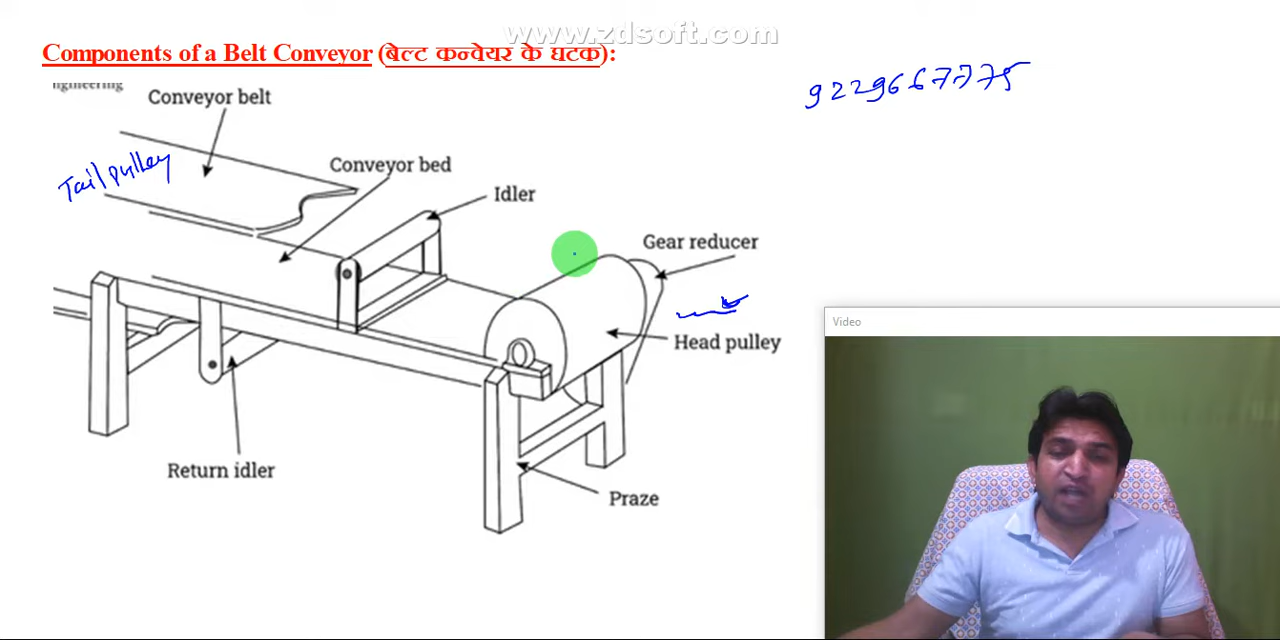 www.zdsoft.com
Components of a Belt Conveyor (बेल्ट कन्वेयर के घटक):
9229667775
ngineering
Conveyor belt
Tail pulley
Conveyor bed
Idler
Gear reducer
Head pulley
Video
Return idler
Praze